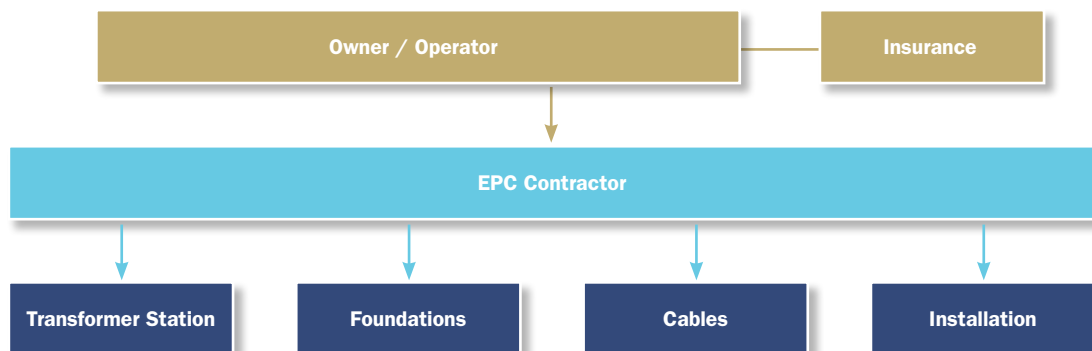 Owner / Operator
Insurance
EPC Contractor
Transformer Station
Foundations
Cables
Installation